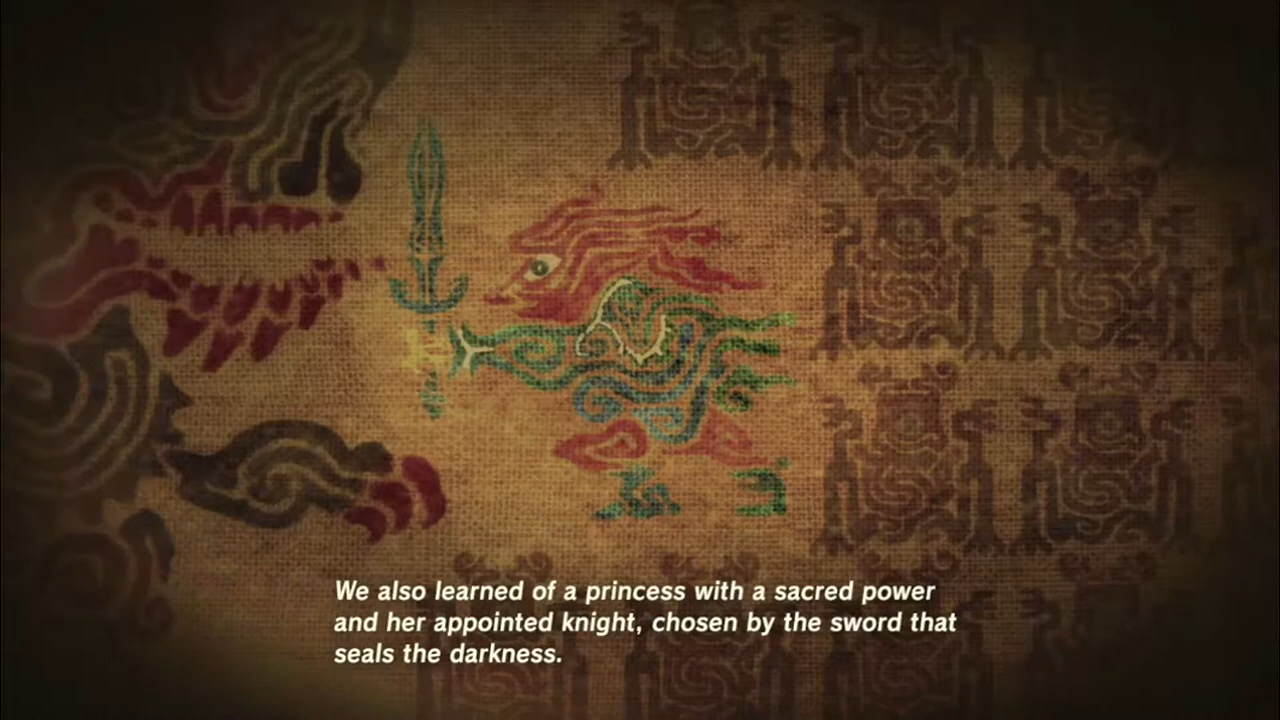 We also learned of a princess with a sacred power
and her appointed knight, chosen by the sword that
seals the darkness.